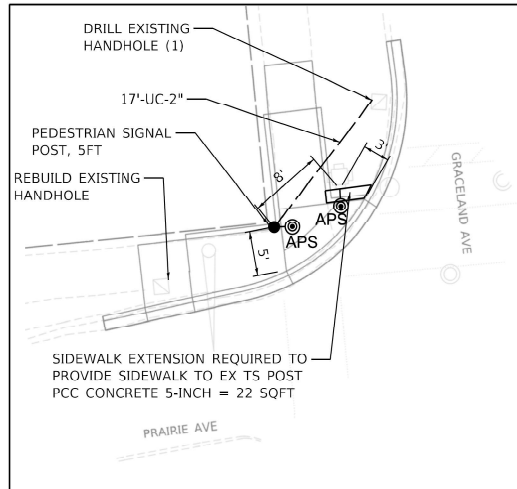 DRILL EXISTING
HANDHOLE (1)
17'-UC-2"
PEDESTRIAN SIGNAL
POST, 5FT
REBUILD EXISTING
HANDHOLE
8'
3'
GRACELAND AVE
APS
APS
5'
SIDEWALK EXTENSION REQUIRED TO
PROVIDE SIDEWALK TO EX TS POST
PCC CONCRETE 5-INCH = 22 SQFT
PRAIRIE AVE